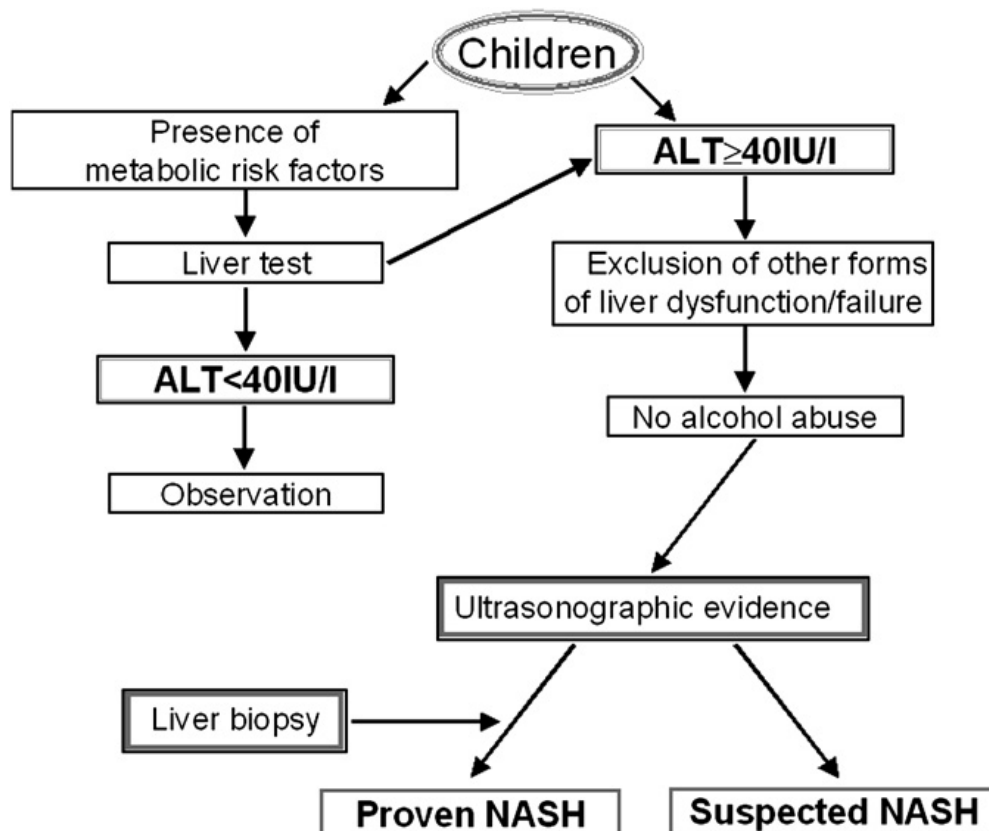 Children
Presence of
metabolic risk factors
ALT≥40IU/l
Liver test
Exclusion of other forms
of liver dysfunction/failure
ALT<40IU/l
No alcohol abuse
Observation
Ultrasonographic evidence
Liver biopsy
Proven NASH
Suspected NASH